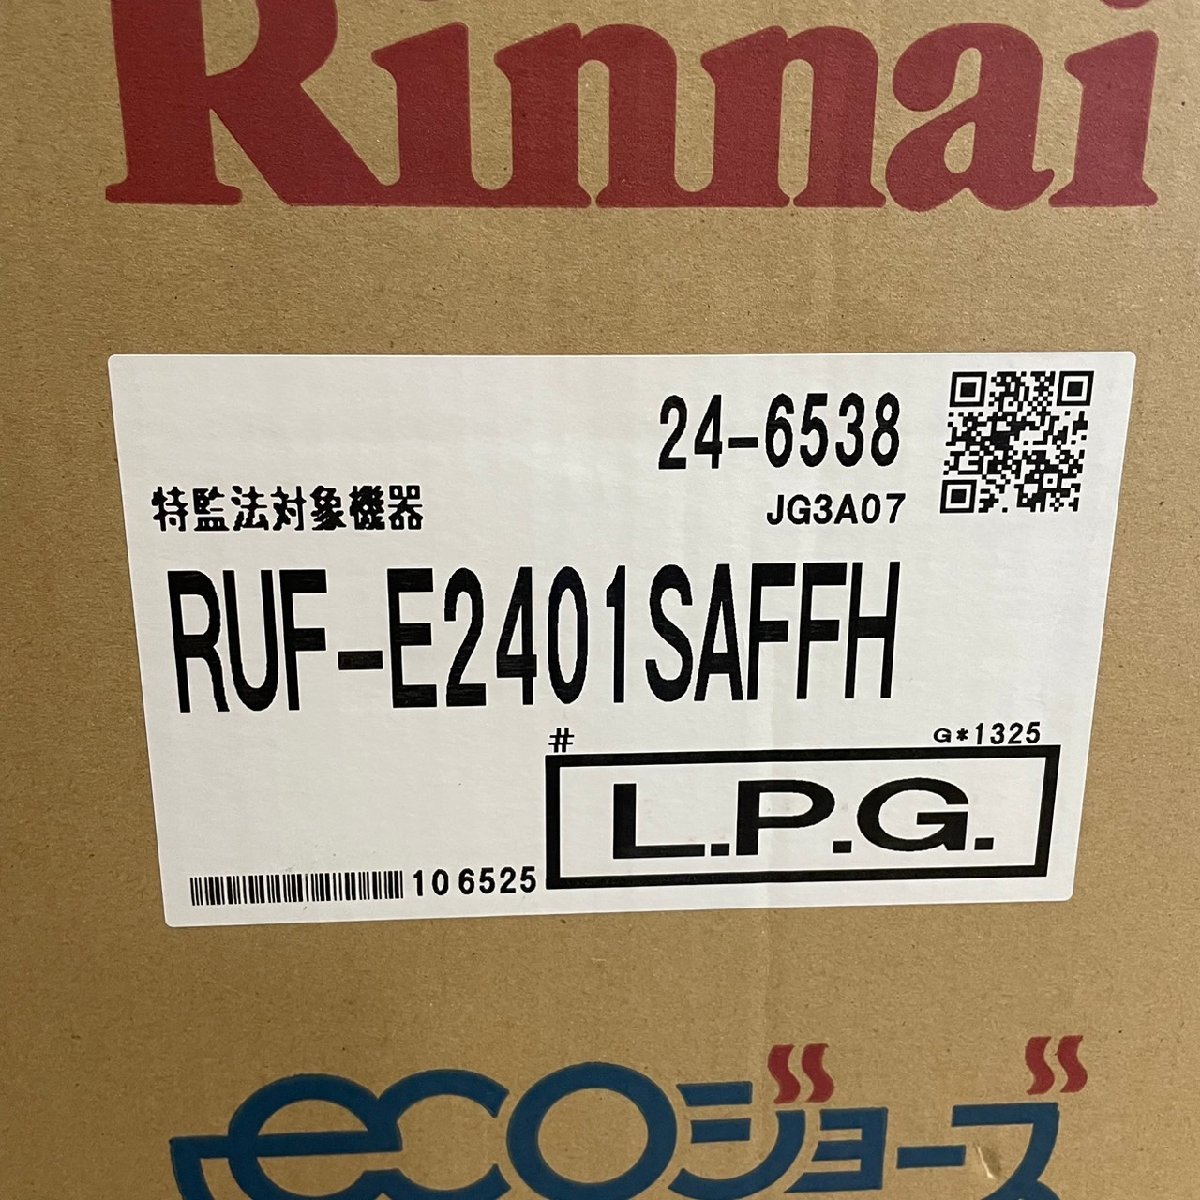 Rinnai
24-6538
特監法対象機器
JG3A07
RUF-E2401SAFFH
#
G*1325
L.P.G.
106525
ecoジョーズ